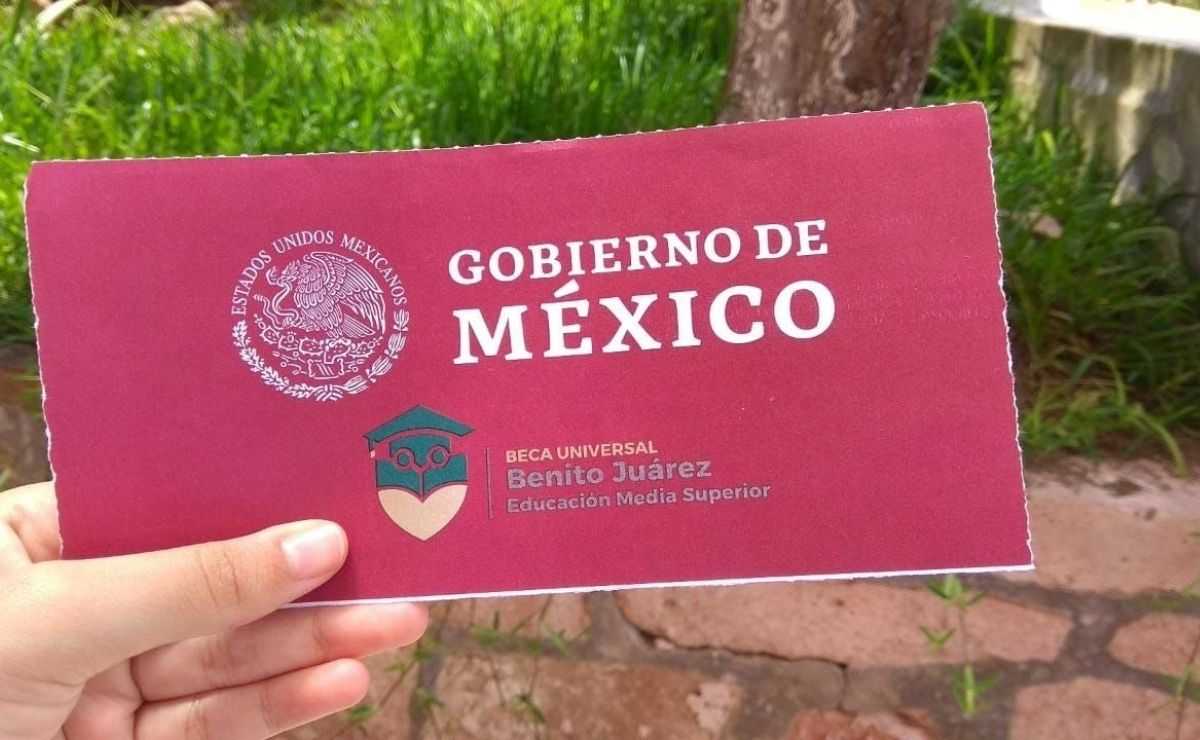 ESTADOS UNIDOS MEXICANOS
GOBIERNO DE
MÉXICO
BECA UNIVERSAL
Benito Juárez
Educación Media Superior